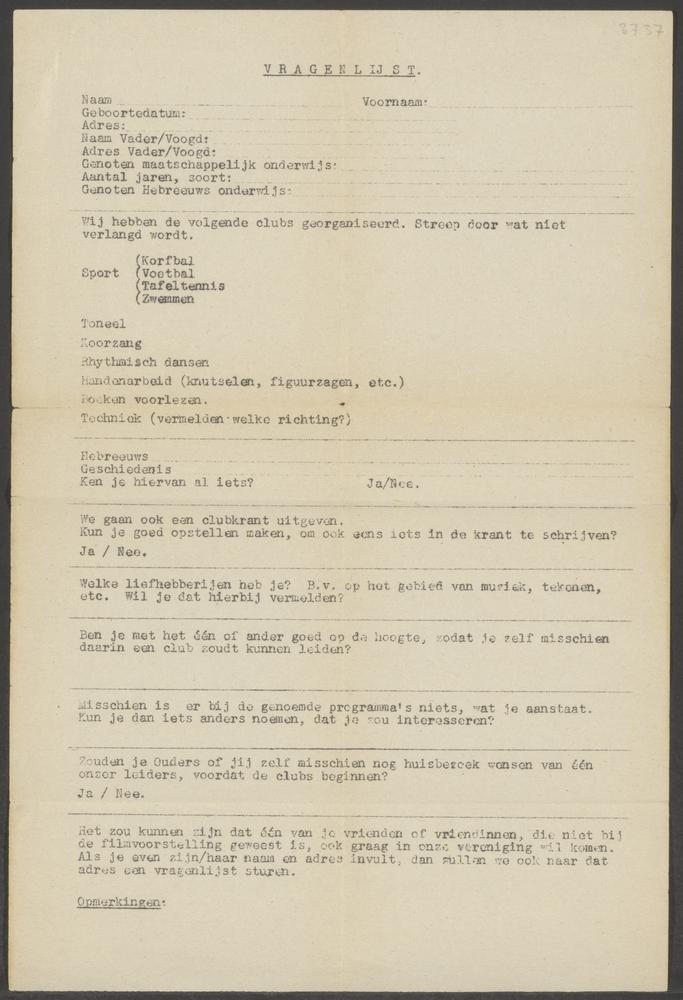 8737
VRAGENLIJST.
Naam
Voornaam:
Geboortedatum:
Adres:
Naam Vader/Voogd:
Adres Vader/Voogd:
Genoten maatschappelijk onderwijs:
Aantal jaren, soort:
Genoten Hebreeuws onderwijs:
Wij hebben de volgende clubs georganiseerd. Streep door wat niet
verlangd wordt.
(Korfbal
Sport (Voetbal
(Tafeltennis
(Zwemmen
Toneel
Koorzang
Rhythmisch dansen
Handenarbeid (knutselen, figuurzagen, etc.)
Boeken voorlezen.
Techniek (vermelden welke richting?)
Hebreeuws
Geschiedenis
Ken je hiervan al iets? Ja/Nee.
We gaan ook een clubkrant uitgeven.
Kun je goed opstellen maken, om ook eens iets in de krant te schrijven?
Ja / Nee.
Welke liefhebberijen heb je? B.v. op het gebied van muziek, tekenen,
etc. Wil je dat hierbij vermelden?
Ben je met het één of ander goed op de hoogte, zodat je zelf misschien
daarin een club zoudt kunnen leiden?
Misschien is er bij de genoemde programma's niets, wat je aanstaat.
Kun je dan iets anders noemen, dat je zou interesseren?
Zouden je Ouders of jij zelf misschien nog huisbezoek wensen van één
onzer leiders, voordat de clubs beginnen?
Ja / Nee.
Het zou kunnen zijn dat één van je vrienden of vriendinnen, die niet bij
de filmvoorstelling geweest is, ook graag in onze vereniging wil komen.
Als je even zijn/haar naam en adres invult, dan zullen we ook naar dat
adres een vragenlijst sturen.
Opmerkingen: